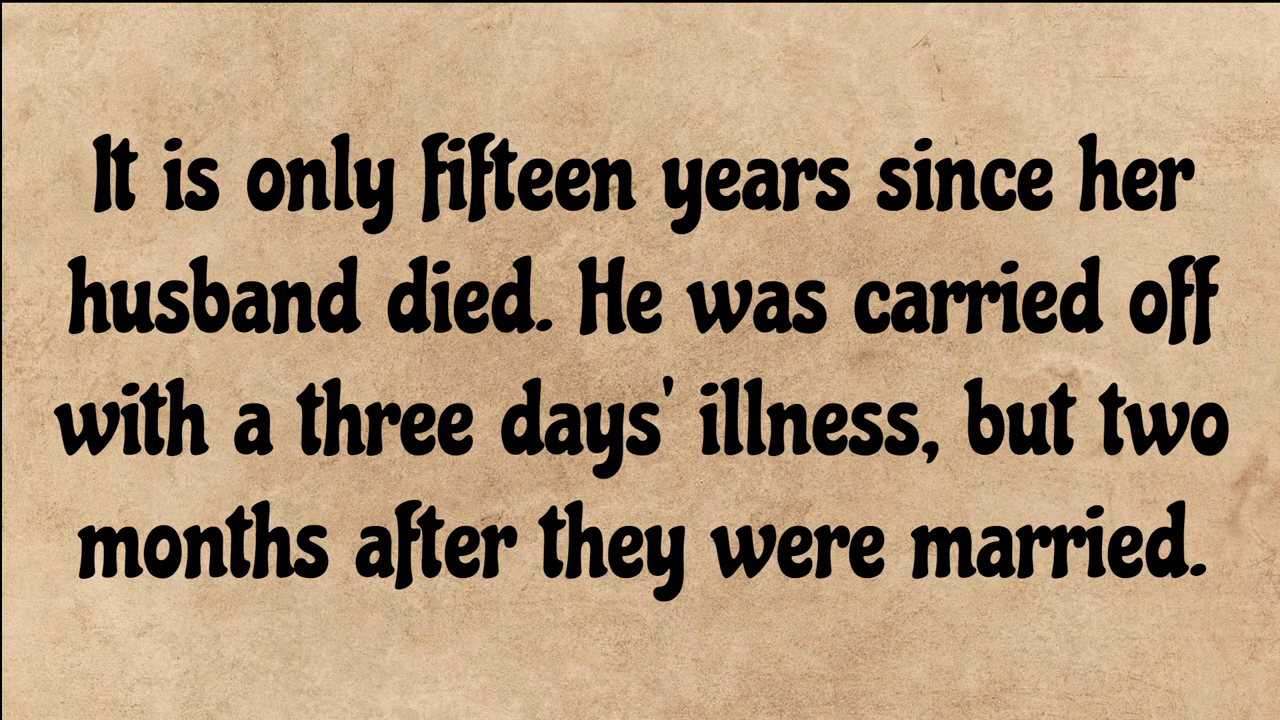 It is only fifteen years since her
husband died. He was carried off
with a three days' illness, but two
months after they were married.